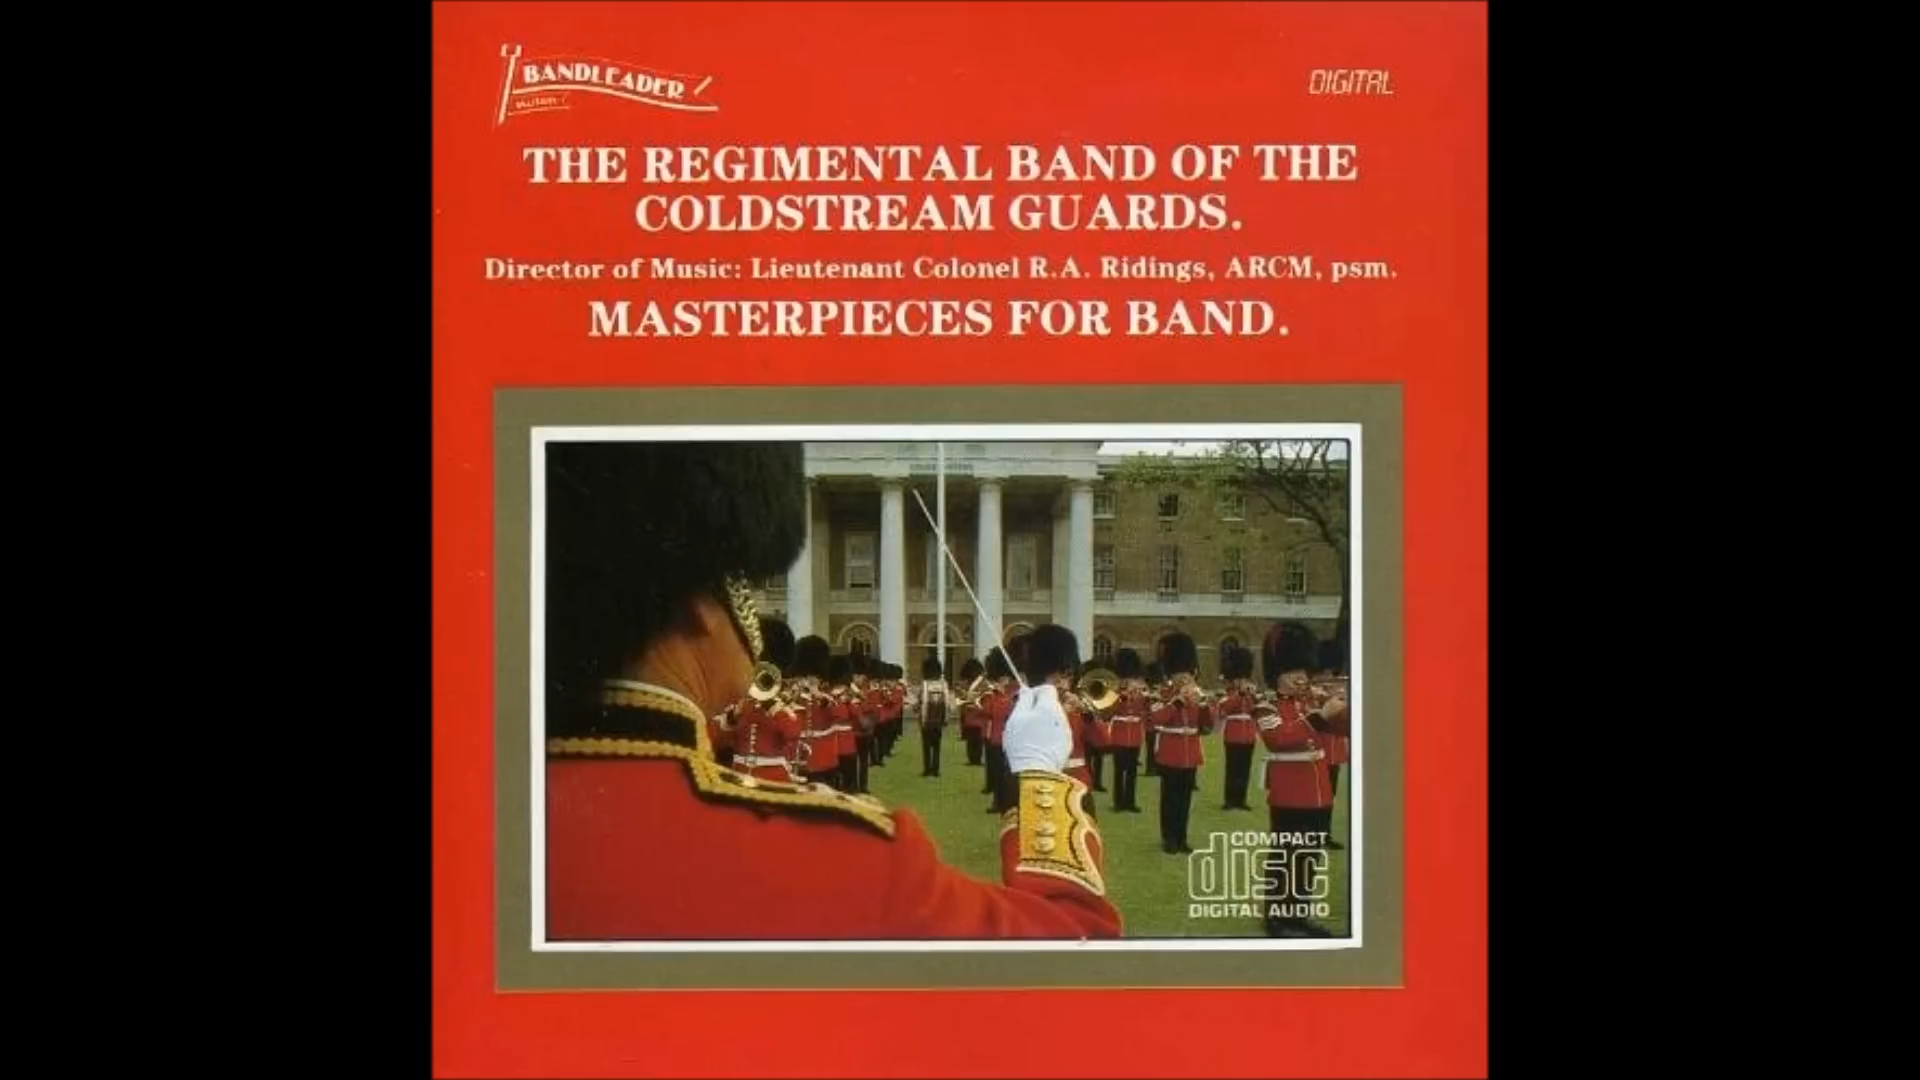 BANDLEADER
DIGITAL
THE REGIMENTAL BAND OF THE
COLDSTREAM GUARDS.
Director of Music: Lieutenant Colonel R.A. Ridings, ARCM, psm.
MASTERPIECES FOR BAND.
COMPACT
disc
DIGITAL AUDIO